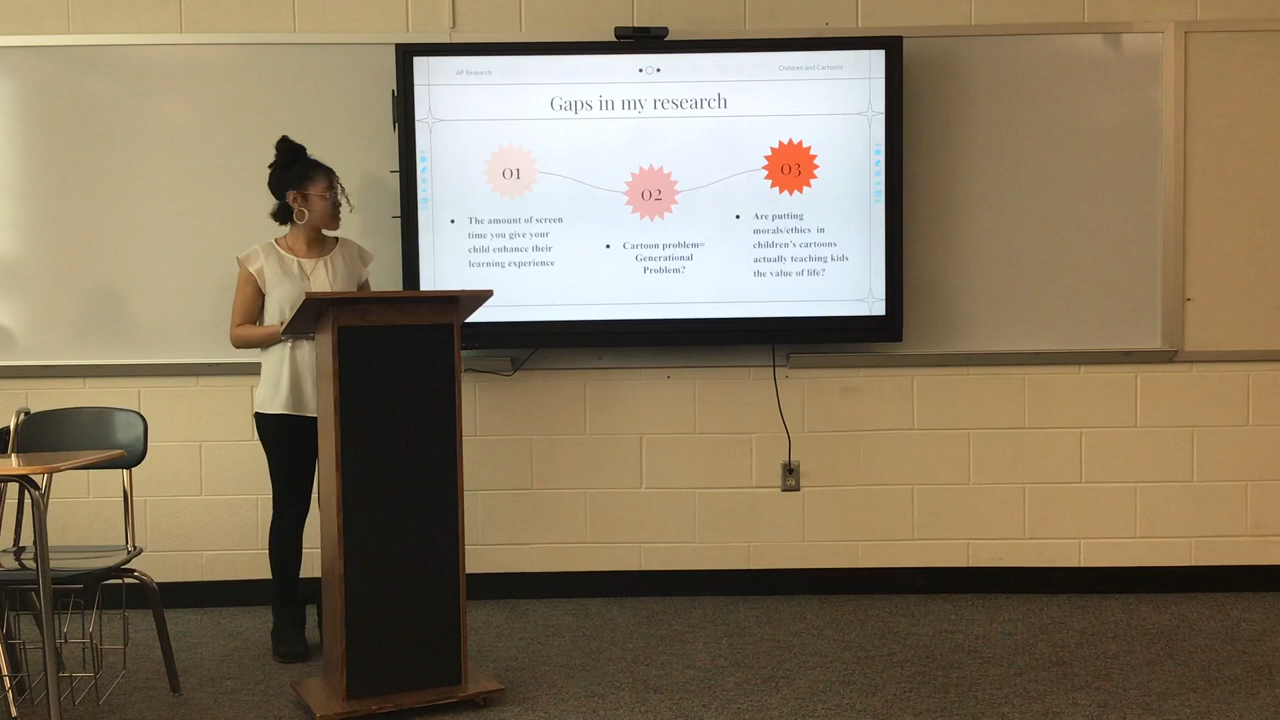 AP Research
Children and Cartoons
Gaps in my research
01
The amount of screen
time you give your
child enhance their
learning experience
02
Cartoon problem=
Generational
Problem?
03
Are putting
morals/ethics in
children's cartoons
actually teaching kids
the value of life?